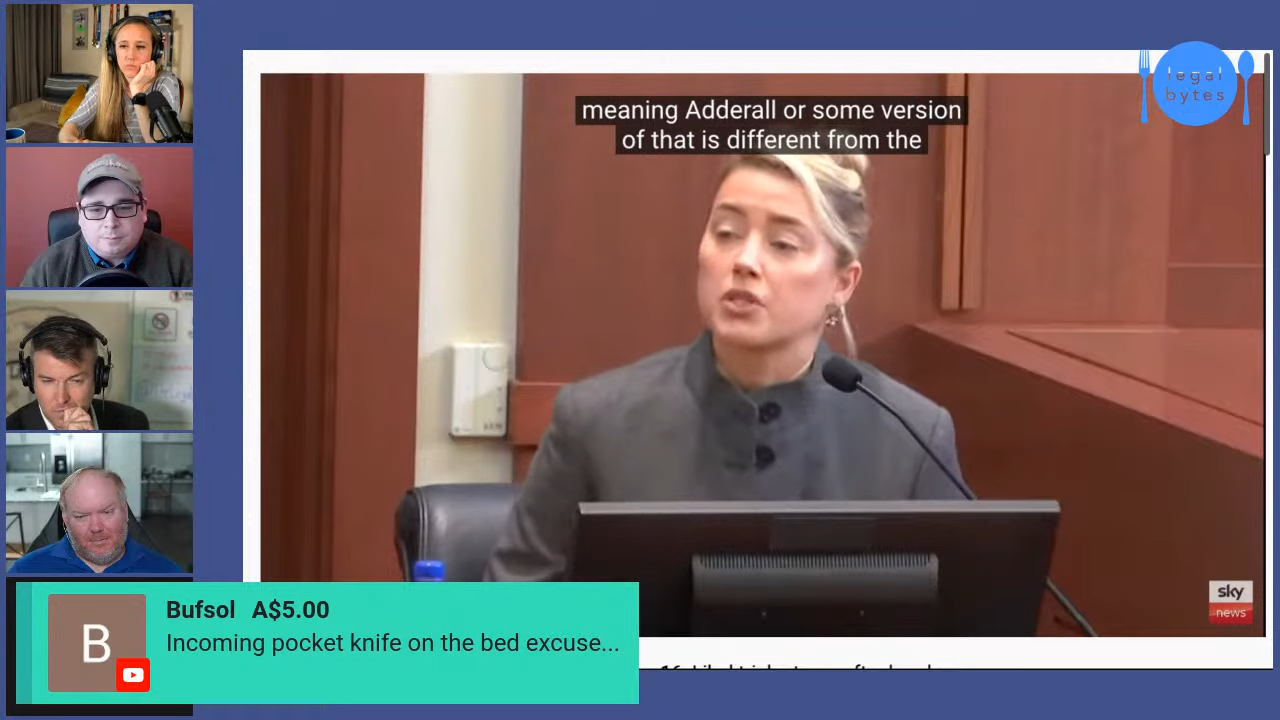 meaning Adderall or some version
of that is different from the
legal
bytes
sky
news
Bufsol A$5.00
B
Incoming pocket knife on the bed excuse...